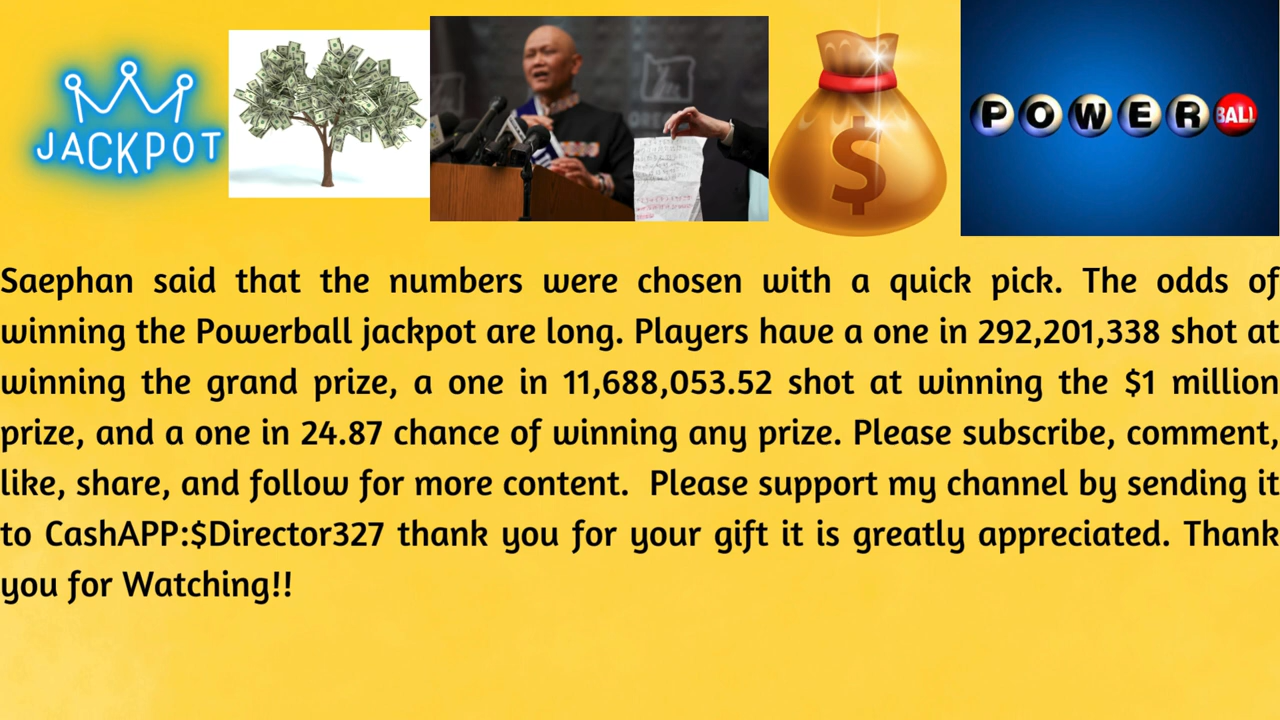 JACKPOT
POWERBALL
Saephan said that the numbers were chosen with a quick pick. The odds of
winning the Powerball jackpot are long. Players have a one in 292,201,338 shot at
winning the grand prize, a one in 11,688,053.52 shot at winning the $1 million
prize, and a one in 24.87 chance of winning any prize. Please subscribe, comment,
like, share, and follow for more content. Please support my channel by sending it
to CashAPP:$Director327 thank you for your gift it is greatly appreciated. Thank
you for Watching!!